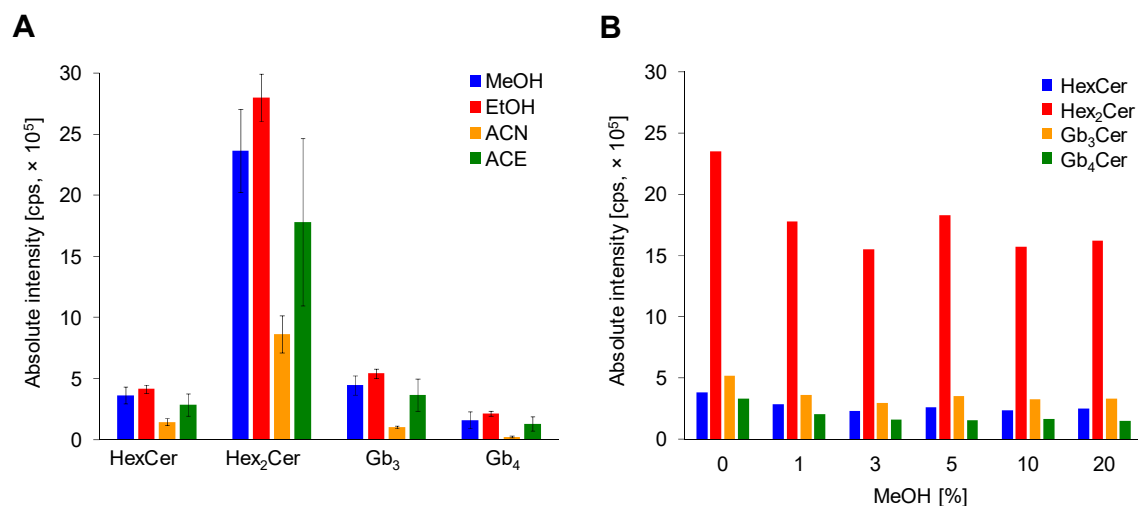 A
Absolute intensity [cps, × 10⁵]
30
25
20
15
10
5
0
MeOH
EtOH
ACN
ACE
HexCer Hex₂Cer Gb₃ Gb₄
B
Absolute intensity [cps, × 10⁵]
30
25
20
15
10
5
0
HexCer
Hex₂Cer
Gb₃Cer
Gb₄Cer
0 1 3 5 10 20
MeOH [%]